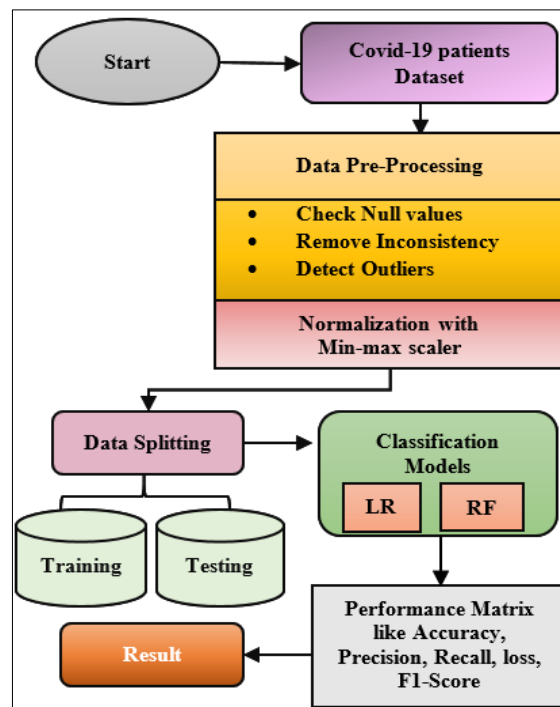 Start
Covid-19 patients
Dataset
Data Pre-Processing
• Check Null values
• Remove Inconsistency
• Detect Outliers
Normalization with
Min-max scaler
Data Splitting
Classification
Models
LR
RF
Training
Testing
Performance Matrix
like Accuracy,
Precision, Recall, loss,
F1-Score
Result